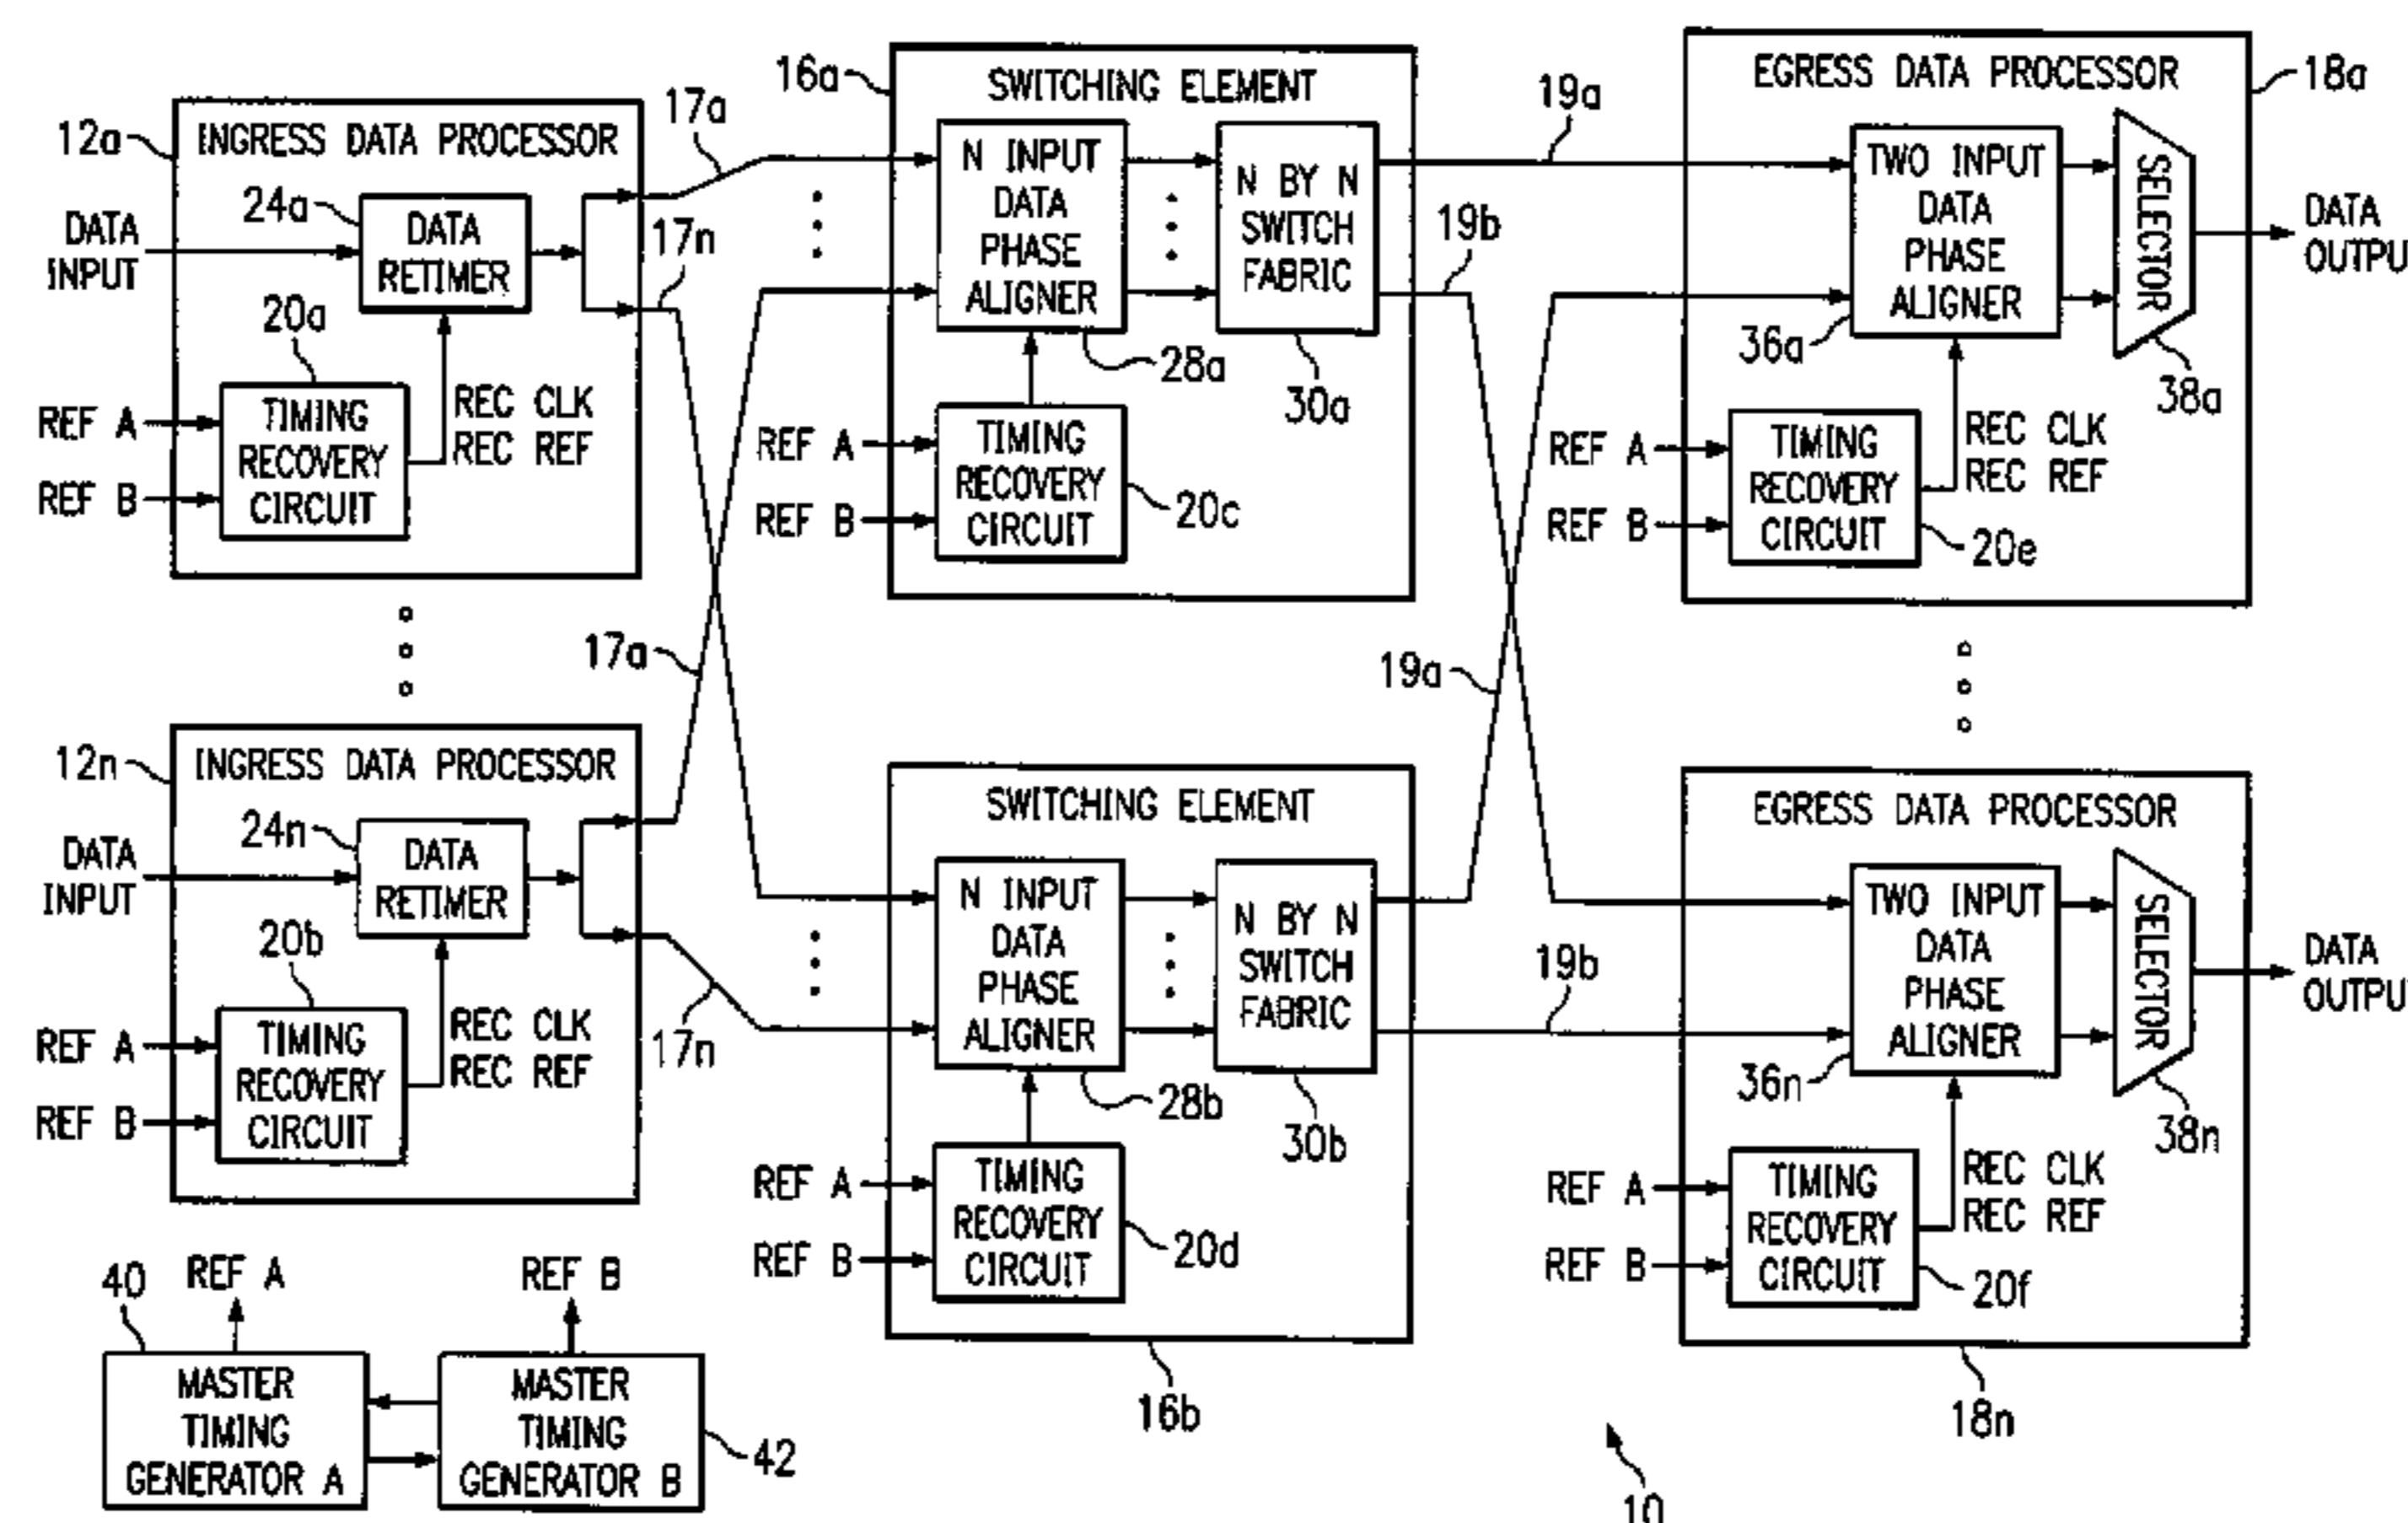 16a
SWITCHING ELEMENT
EGRESS DATA PROCESSOR
18a
12a
INGRESS DATA PROCESSOR
17a
19a
24a
DATA
RETIMER
DATA
INPUT
17n
N INPUT
DATA
PHASE
ALIGNER
N BY N
SWITCH
FABRIC
19b
TWO INPUT
DATA
PHASE
ALIGNER
SELECTOR
DATA
OUTPU
20a
28a
30a
36a
38a
REF A
REF B
TIMING
RECOVERY
CIRCUIT
REC CLK
REC REF
REF A
REF B
TIMING
RECOVERY
CIRCUIT
20c
REF A
REF B
TIMING
RECOVERY
CIRCUIT
REC CLK
REC REF
20e
17a
19a
12n
INGRESS DATA PROCESSOR
SWITCHING ELEMENT
EGRESS DATA PROCESSOR
24n
DATA
RETIMER
DATA
INPUT
N INPUT
DATA
PHASE
ALIGNER
N BY N
SWITCH
FABRIC
19b
TWO INPUT
DATA
PHASE
ALIGNER
SELECTOR
DATA
OUTPU
20b
17n
28b
30b
36n
38n
REF A
REF B
TIMING
RECOVERY
CIRCUIT
REC CLK
REC REF
REF A
REF B
TIMING
RECOVERY
CIRCUIT
20d
REF A
REF B
TIMING
RECOVERY
CIRCUIT
REC CLK
REC REF
20f
40
REF A
REF B
MASTER
TIMING
GENERATOR A
MASTER
TIMING
GENERATOR B
42
16b
18n
10